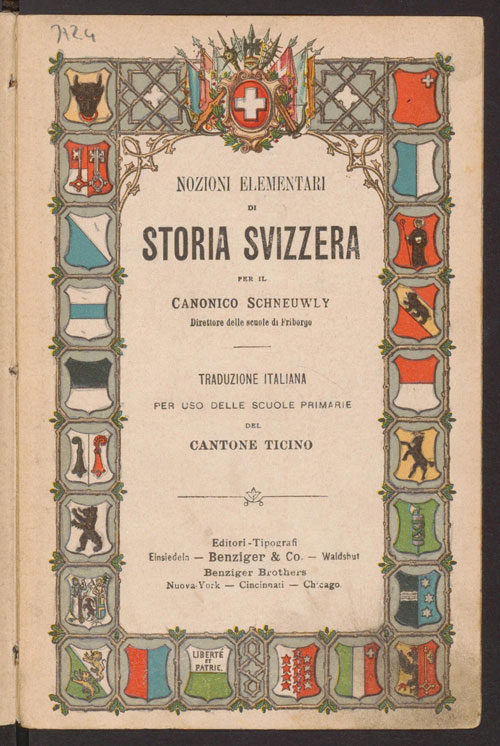 742.4
NOZIONI ELEMENTARI
DI
STORIA SVIZZERA
PER IL
CANONICO SCHNEUWLY
Direttore delle scuole di Friborgo
TRADUZIONE ITALIANA
PER USO DELLE SCUOLE PRIMARIE
DEL
CANTONE TICINO
Editori-Tipografi
Einsiedeln — Benziger & Co. — Waldshut
Benziger Brothers
Nuova-York — Cincinnati — Chicago.
LIBERTÉ
ET
PATRIE.